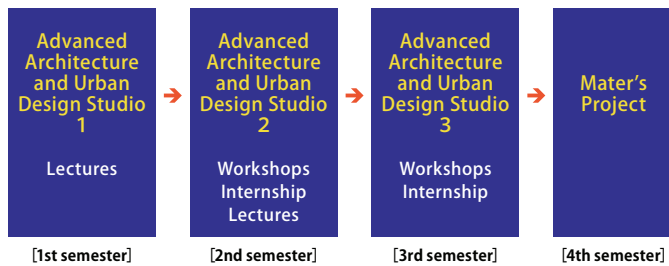 Advanced
Architecture
and Urban
Design Studio
1
Lectures
[1st semester]
Advanced
Architecture
and Urban
Design Studio
2
Workshops
Internship
Lectures
[2nd semester]
Advanced
Architecture
and Urban
Design Studio
3
Workshops
Internship
[3rd semester]
Mater's
Project
[4th semester]